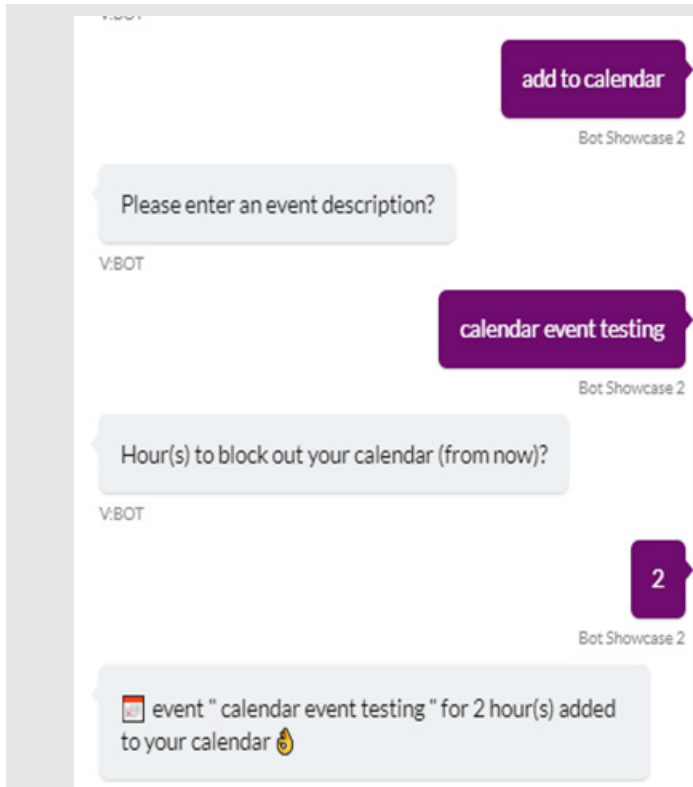 V:BOT
add to calendar
Bot Showcase 2
Please enter an event description?
V:BOT
calendar event testing
Bot Showcase 2
Hour(s) to block out your calendar (from now)?
V:BOT
2
Bot Showcase 2
event " calendar event testing " for 2 hour(s) added
to your calendar